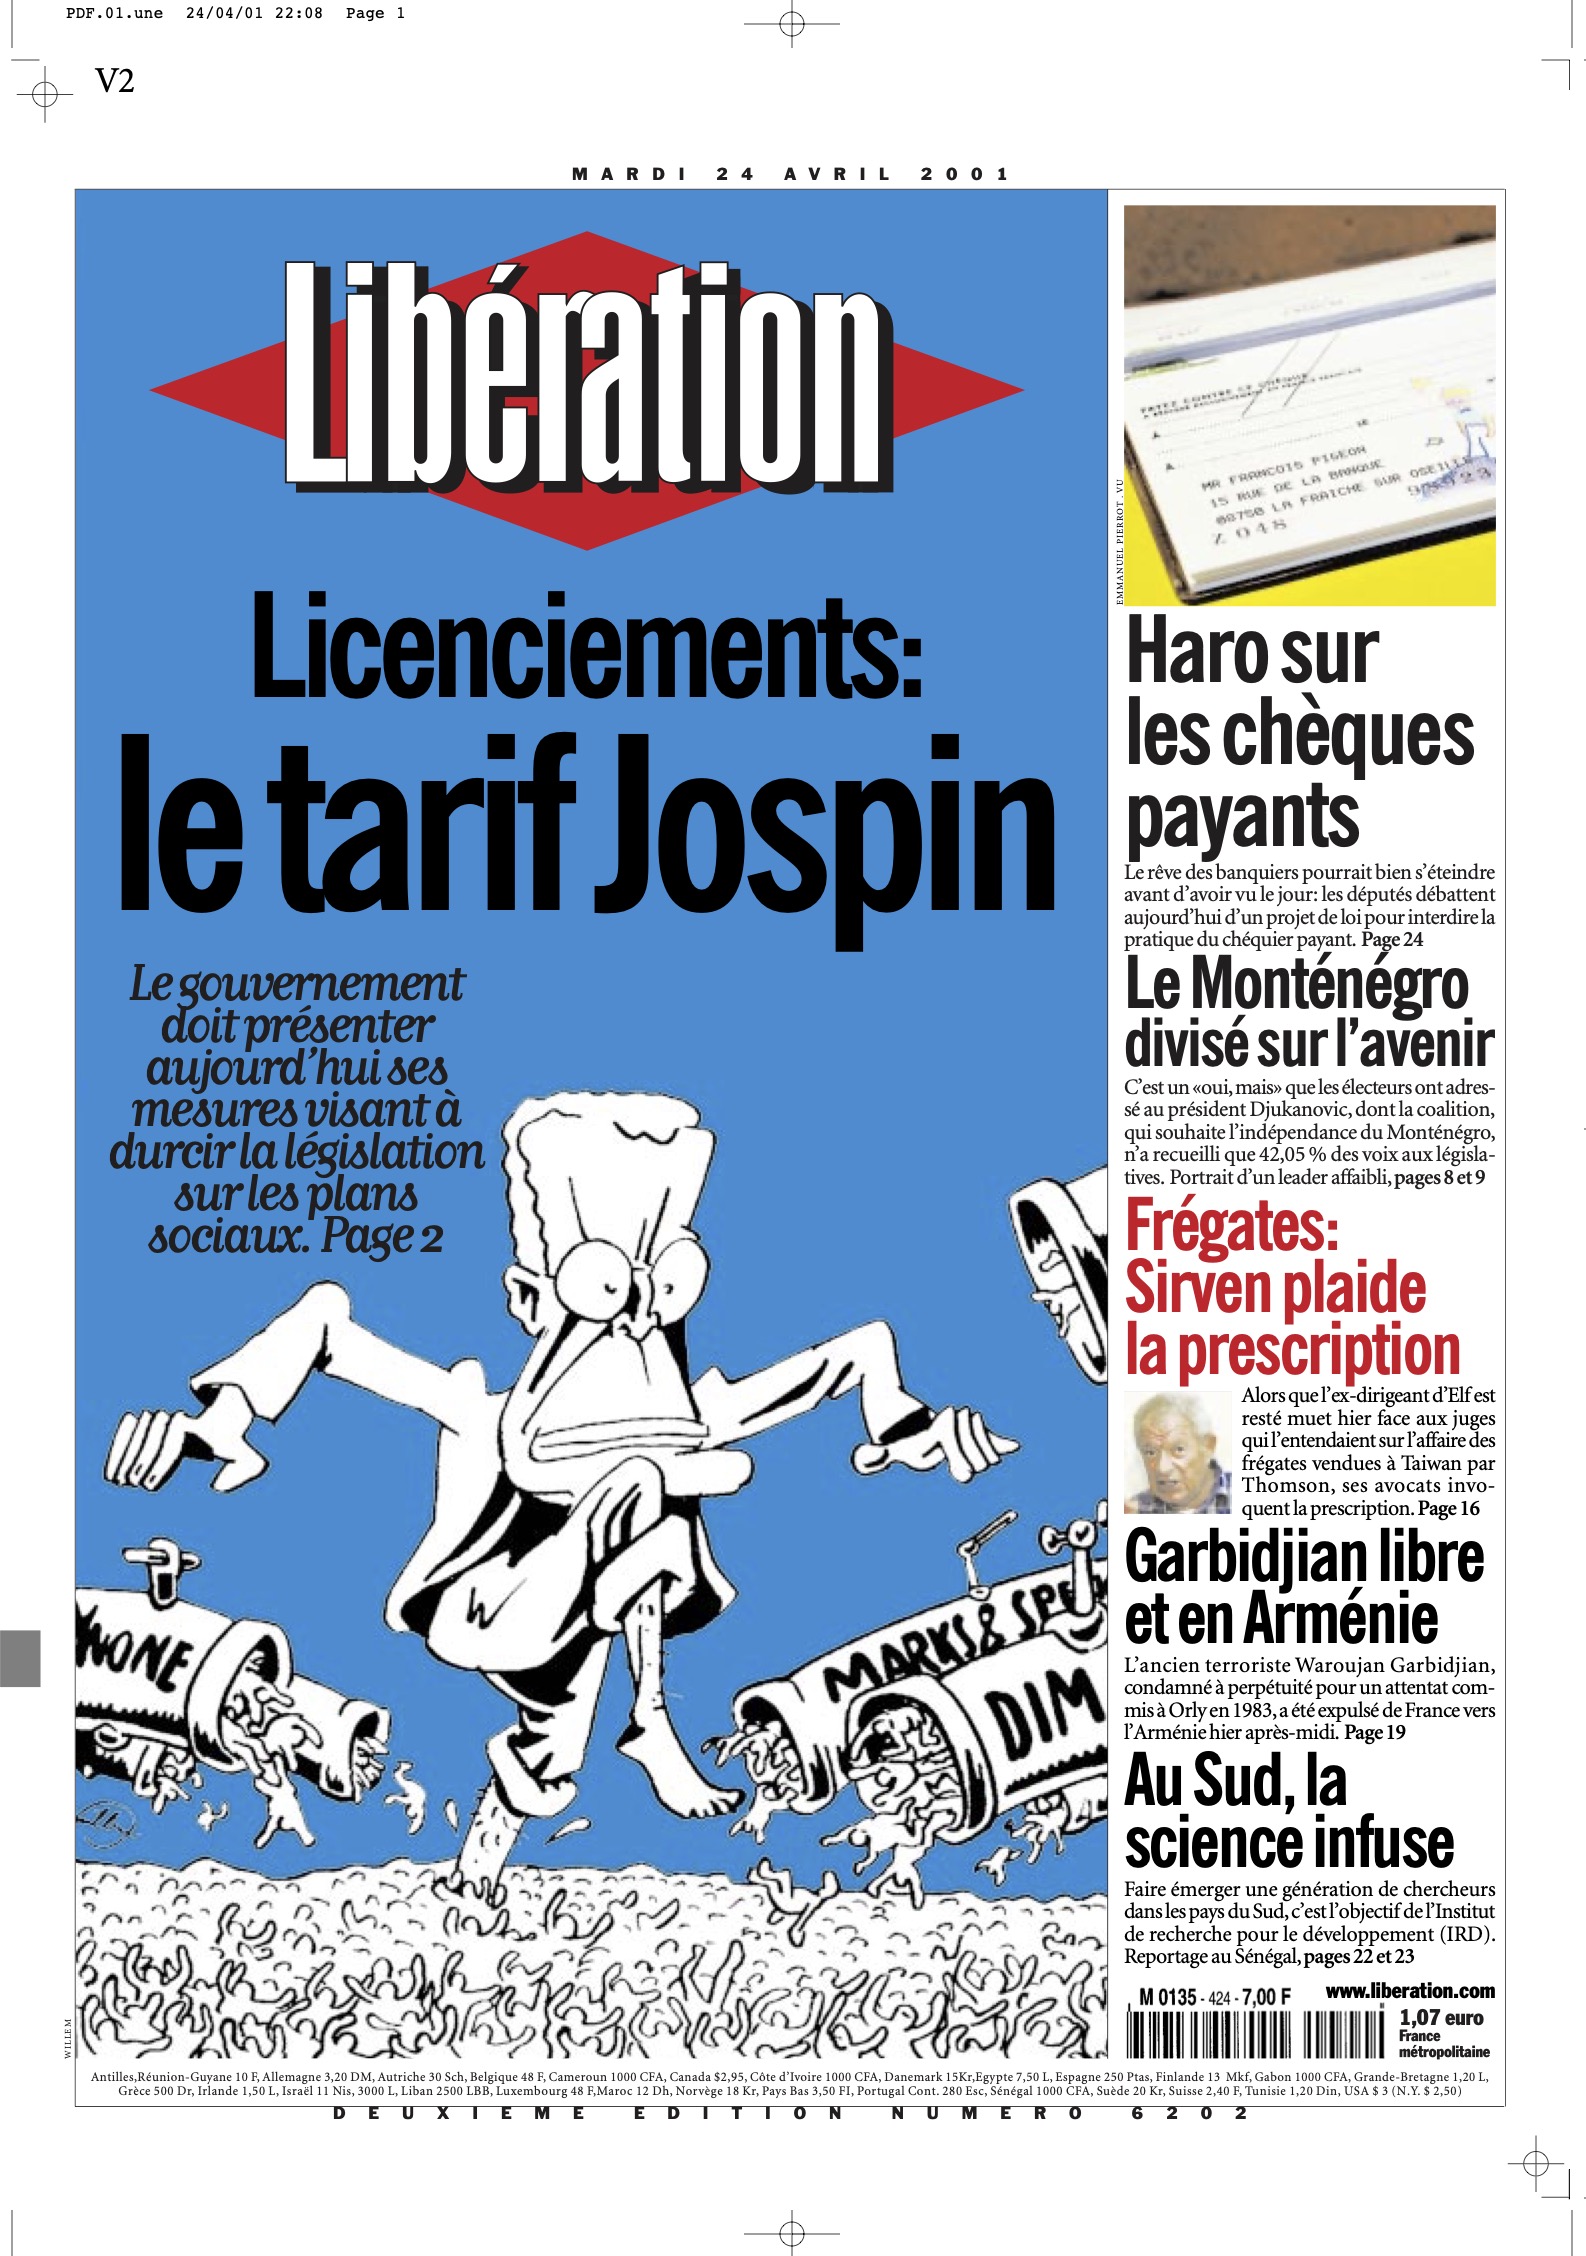 PDF.01.une 24/04/01 22:08 Page 1
V2
MARDI 24 AVRIL 2001
Libération
Licenciements:
le tarif Jospin
Le gouvernement
doit présenter
aujourd'hui ses
mesures visant à
durcir la législation
sur les plans
sociaux. Page 2
NONE
MARKS & SPE
DIM
W
WILLEM
PAYEZ CONTRE CE CHÈQUE
MR FRANCOIS PIGEON
15 RUE DE LA BANQUE
08750 LA FRAICHE SUR OSEILLE
Z 048
EMMANUEL PIERROT . VU
Haro sur
les chèques
payants
Le rêve des banquiers pourrait bien s'éteindre
avant d'avoir vu le jour: les députés débattent
aujourd'hui d'un projet de loi pour interdire la
pratique du chéquier payant. Page 24
Le Monténégro
divisé sur l'avenir
C'est un «oui, mais» que les électeurs ont adres-
sé au président Djukanovic, dont la coalition,
qui souhaite l'indépendance du Monténégro,
n'a recueilli que 42,05 % des voix aux législa-
tives. Portrait d'un leader affaibli, pages 8 et 9
Frégates:
Sirven plaide
la prescription
Alors que l'ex-dirigeant d'Elf est
resté muet hier face aux juges
qui l'entendaient sur l'affaire des
frégates vendues à Taiwan par
Thomson, ses avocats invo-
quent la prescription. Page 16
Garbidjian libre
et en Arménie
L'ancien terroriste Waroujan Garbidjian,
condamné à perpétuité pour un attentat com-
mis à Orly en 1983, a été expulsé de France vers
l'Arménie hier après-midi. Page 19
Au Sud, la
science infuse
Faire émerger une génération de chercheurs
dans les pays du Sud, c'est l'objectif de l'Institut
de recherche pour le développement (IRD).
Reportage au Sénégal, pages 22 et 23
M 0135 - 424 - 7,00 F
www.liberation.com
1,07 euro
France
métropolitaine
Antilles,Réunion-Guyane 10 F, Allemagne 3,20 DM, Autriche 30 Sch, Belgique 48 F, Cameroun 1000 CFA, Canada $2,95, Côte d'Ivoire 1000 CFA, Danemark 15Kr,Egypte 7,50 L, Espagne 250 Ptas, Finlande 13 Mkf, Gabon 1000 CFA, Grande-Bretagne 1,20 L,
Grèce 500 Dr, Irlande 1,50 L, Israël 11 Nis, 3000 L, Liban 2500 LBB, Luxembourg 48 F,Maroc 12 Dh, Norvège 18 Kr, Pays Bas 3,50 Fl, Portugal Cont. 280 Esc, Sénégal 1000 CFA, Suède 20 Kr, Suisse 2,40 F, Tunisie 1,20 Din, USA $ 3 (N.Y. $ 2,50)
DEUXIEME EDITION NUMERO 6202